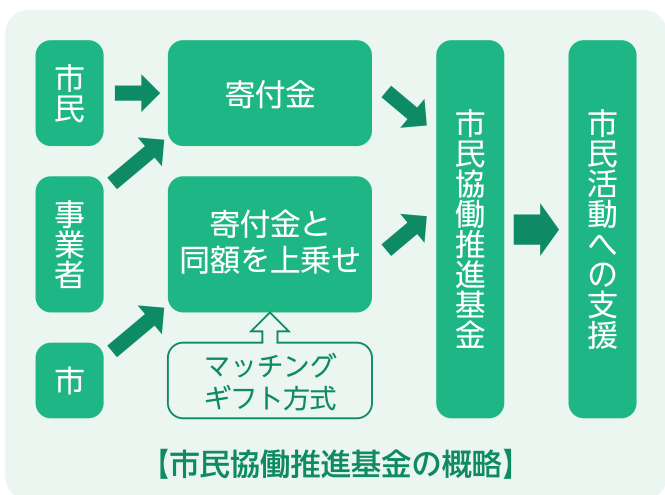 市民
事業者
市
寄付金
寄付金と
同額を上乗せ
マッチング
ギフト方式
市民協働推進基金
市民活動への支援
【市民協働推進基金の概略】